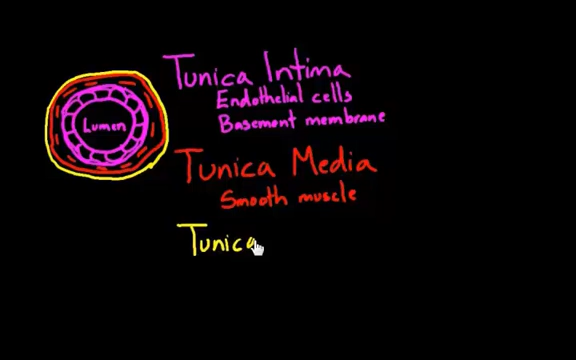 Tunica Intima
Endothelial cells
Basement membrane
Lumen
Tunica Media
Smooth muscle
Tunica